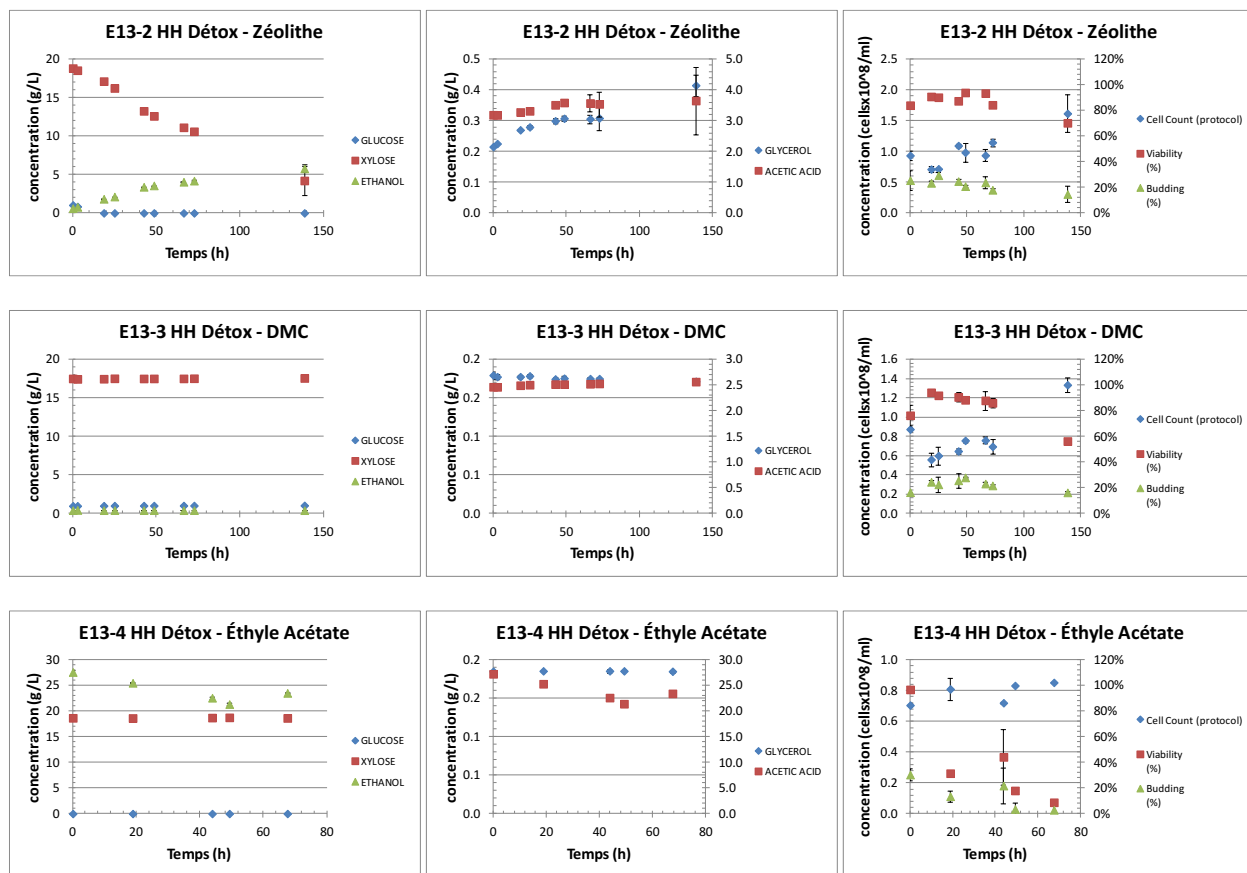 E13-2 HH Détox - Zéolithe
concentration (g/L)
20
15
10
5
0
0 50 100 150
Temps (h)
GLUCOSE
XYLOSE
ETHANOL
E13-2 HH Détox - Zéolithe
concentration (g/L)
0.5
0.4
0.3
0.2
0.1
0.0
5.0
4.0
3.0
2.0
1.0
0.0
0 50 100 150
Temps (h)
GLYCEROL
ACETIC ACID
E13-2 HH Détox - Zéolithe
concentration (cellsx10^8/ml)
2.5
2.0
1.5
1.0
0.5
0.0
120%
100%
80%
60%
40%
20%
0%
0 50 100 150
Temps (h)
Cell Count (protocol)
Viability
(%)
Budding
(%)
E13-3 HH Détox - DMC
concentration (g/L)
20
15
10
5
0
0 50 100 150
Temps (h)
GLUCOSE
XYLOSE
ETHANOL
E13-3 HH Détox - DMC
concentration (g/L)
0.2
0.2
0.1
0.1
0.0
3.0
2.5
2.0
1.5
1.0
0.5
0.0
0 50 100 150
Temps (h)
GLYCEROL
ACETIC ACID
E13-3 HH Détox - DMC
concentration (cellsx10^8/ml)
1.6
1.4
1.2
1.0
0.8
0.6
0.4
0.2
0.0
120%
100%
80%
60%
40%
20%
0%
0 50 100 150
Temps (h)
Cell Count (protocol)
Viability
(%)
Budding
(%)
E13-4 HH Détox - Éthyle Acétate
concentration (g/L)
30
25
20
15
10
5
0
0 20 40 60 80
Temps (h)
GLUCOSE
XYLOSE
ETHANOL
E13-4 HH Détox - Éthyle Acétate
concentration (g/L)
0.2
0.2
0.1
0.1
0.0
30.0
25.0
20.0
15.0
10.0
5.0
0.0
0 20 40 60 80
Temps (h)
GLYCEROL
ACETIC ACID
E13-4 HH Détox - Éthyle Acétate
concentration (cellsx10^8/ml)
1.0
0.8
0.6
0.4
0.2
0.0
120%
100%
80%
60%
40%
20%
0%
0 20 40 60 80
Temps (h)
Cell Count (protocol)
Viability
(%)
Budding
(%)